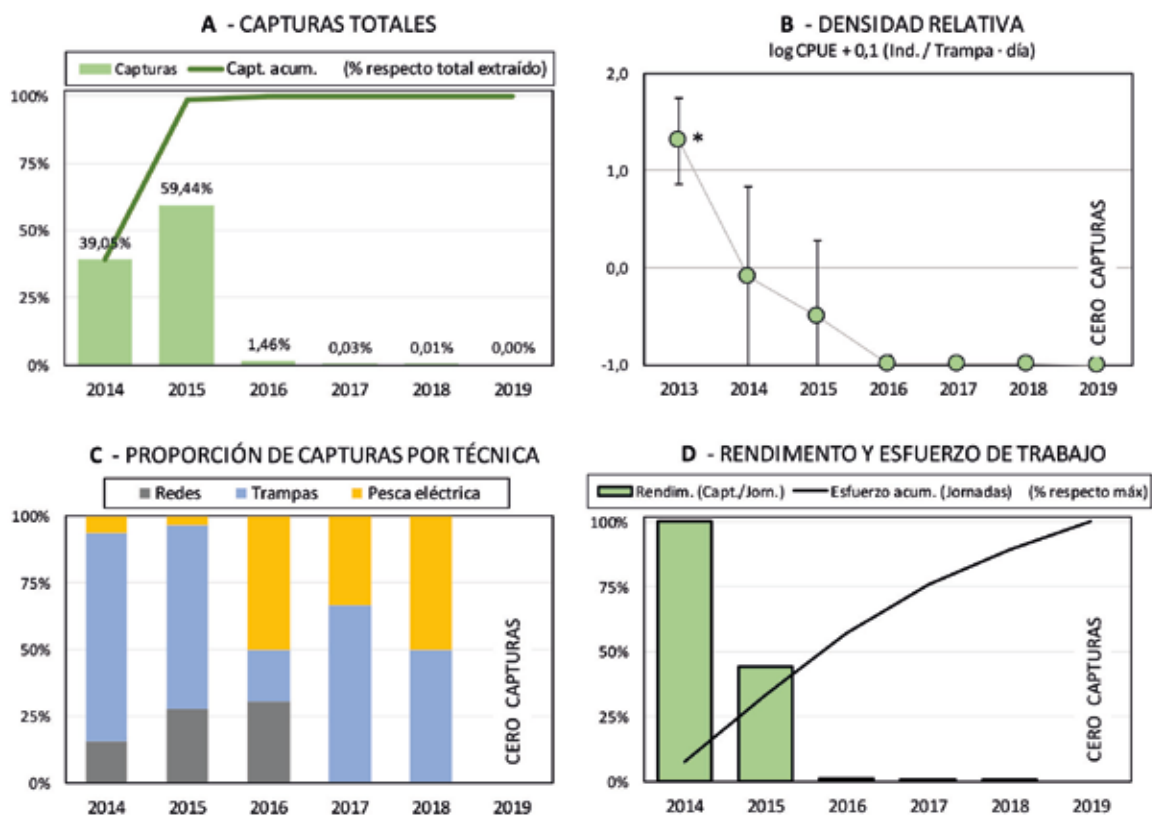 A - CAPTURAS TOTALES
Capturas Capt. acum. (% respecto total extraído)
100%
75%
50%
25%
0%
39,05%
59,44%
1,46%
0,03%
0,01%
0,00%
2014 2015 2016 2017 2018 2019
B - DENSIDAD RELATIVA
log CPUE + 0,1 (Ind. / Trampa - día)
2,0
1,0
0,0
-1,0
*
CERO CAPTURAS
2013 2014 2015 2016 2017 2018 2019
C - PROPORCIÓN DE CAPTURAS POR TÉCNICA
Redes Trampas Pesca eléctrica
100%
75%
50%
25%
0%
CERO CAPTURAS
2014 2015 2016 2017 2018 2019
D - RENDIMENTO Y ESFUERZO DE TRABAJO
Rendim. (Capt./Jorn.) Esfuerzo acum. (Jornadas) (% respecto máx)
100%
75%
50%
25%
0%
CERO CAPTURAS
2014 2015 2016 2017 2018 2019